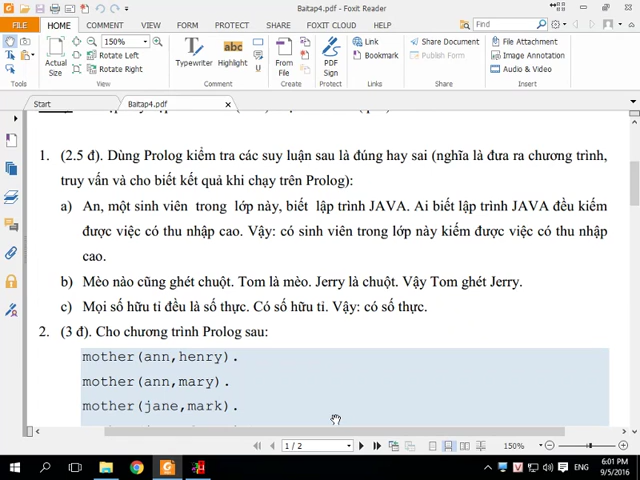 Baitap4.pdf - Foxit Reader
FILE HOME COMMENT VIEW FORM PROTECT SHARE FOXIT CLOUD HELP Find
150%
Rotate Left
Rotate Right
Actual Size
Typewriter Highlight
From File
PDF Sign
Link
Bookmark
Share Document
Publish Form
File Attachment
Image Annotation
Audio & Video
Tools View Comment Create Protect Links Share Insert
Start Baitap4.pdf
1. (2.5 đ). Dùng Prolog kiểm tra các suy luận sau là đúng hay sai (nghĩa là đưa ra chương trình,
truy vấn và cho biết kết quả khi chạy trên Prolog):
a) An, một sinh viên trong lớp này, biết lập trình JAVA. Ai biết lập trình JAVA đều kiếm
được việc có thu nhập cao. Vậy: có sinh viên trong lớp này kiếm được việc có thu nhập
cao.
b) Mèo nào cũng ghét chuột. Tom là mèo. Jerry là chuột. Vậy Tom ghét Jerry.
c) Mọi số hữu tỉ đều là số thực. Có số hữu tỉ. Vậy: có số thực.
2. (3 đ). Cho chương trình Prolog sau:
mother(ann,henry).
mother(ann,mary).
mother(jane,mark).
1 / 2 150%
ENG 6:01 PM
9/5/2016